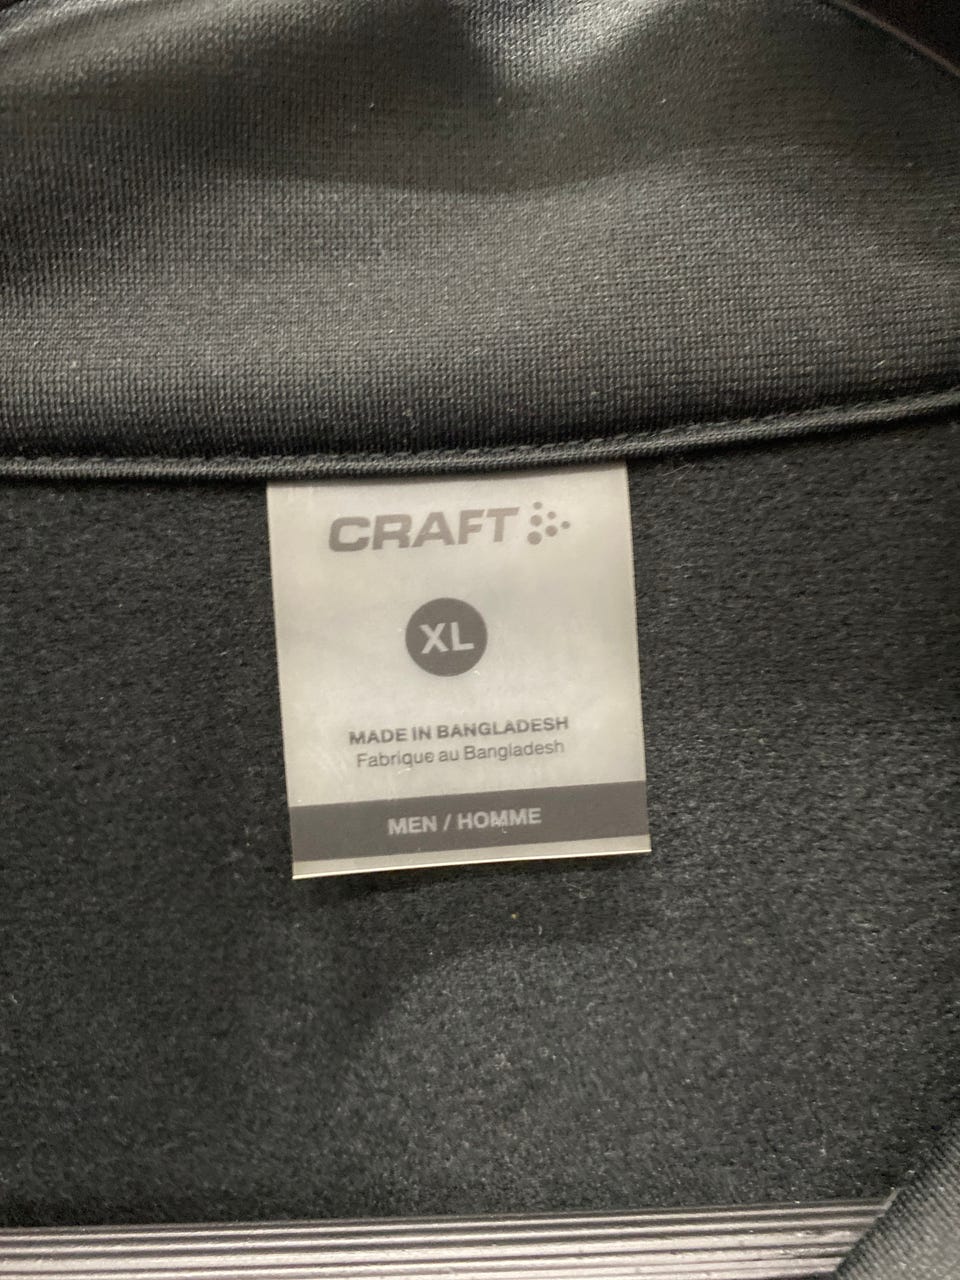 CRAFT
XL
MADE IN BANGLADESH
Fabrique au Bangladesh
MEN / HOMME